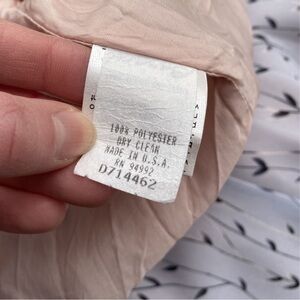 100% POLYESTER
DRY CLEAN
MADE IN U.S.A.
RN 94992
D714462